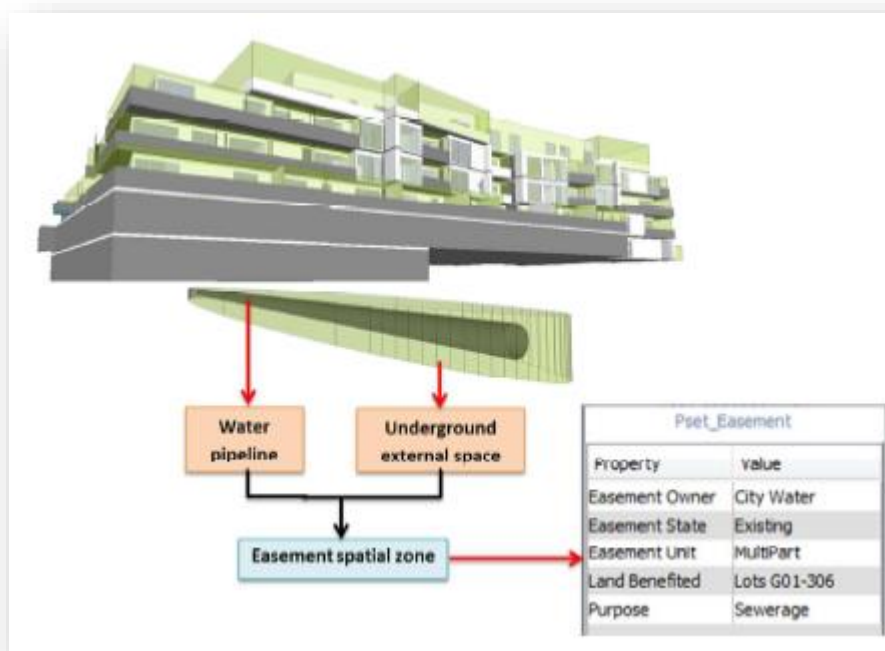 Water
pipeline
Underground
external space
Easement spatial zone
Pset_Easement
Property Value
Easement Owner City Water
Easement State Existing
Easement Unit MultiPart
Land Benefited Lots G01-306
Purpose Sewerage